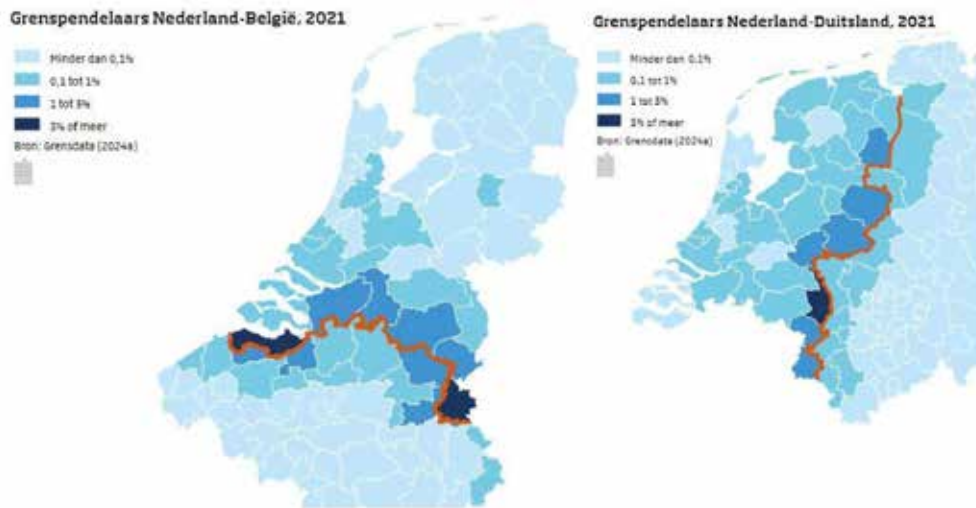 Grenspendelaars Nederland-België, 2021
Minder dan 0,1%
0,1 tot 1%
1 tot 3%
3% of meer
Bron: Grensdata (2024a)
Grenspendelaars Nederland-Duitsland, 2021
Minder dan 0,1%
0,1 tot 1%
1 tot 3%
3% of meer
Bron: Grensdata (2024a)